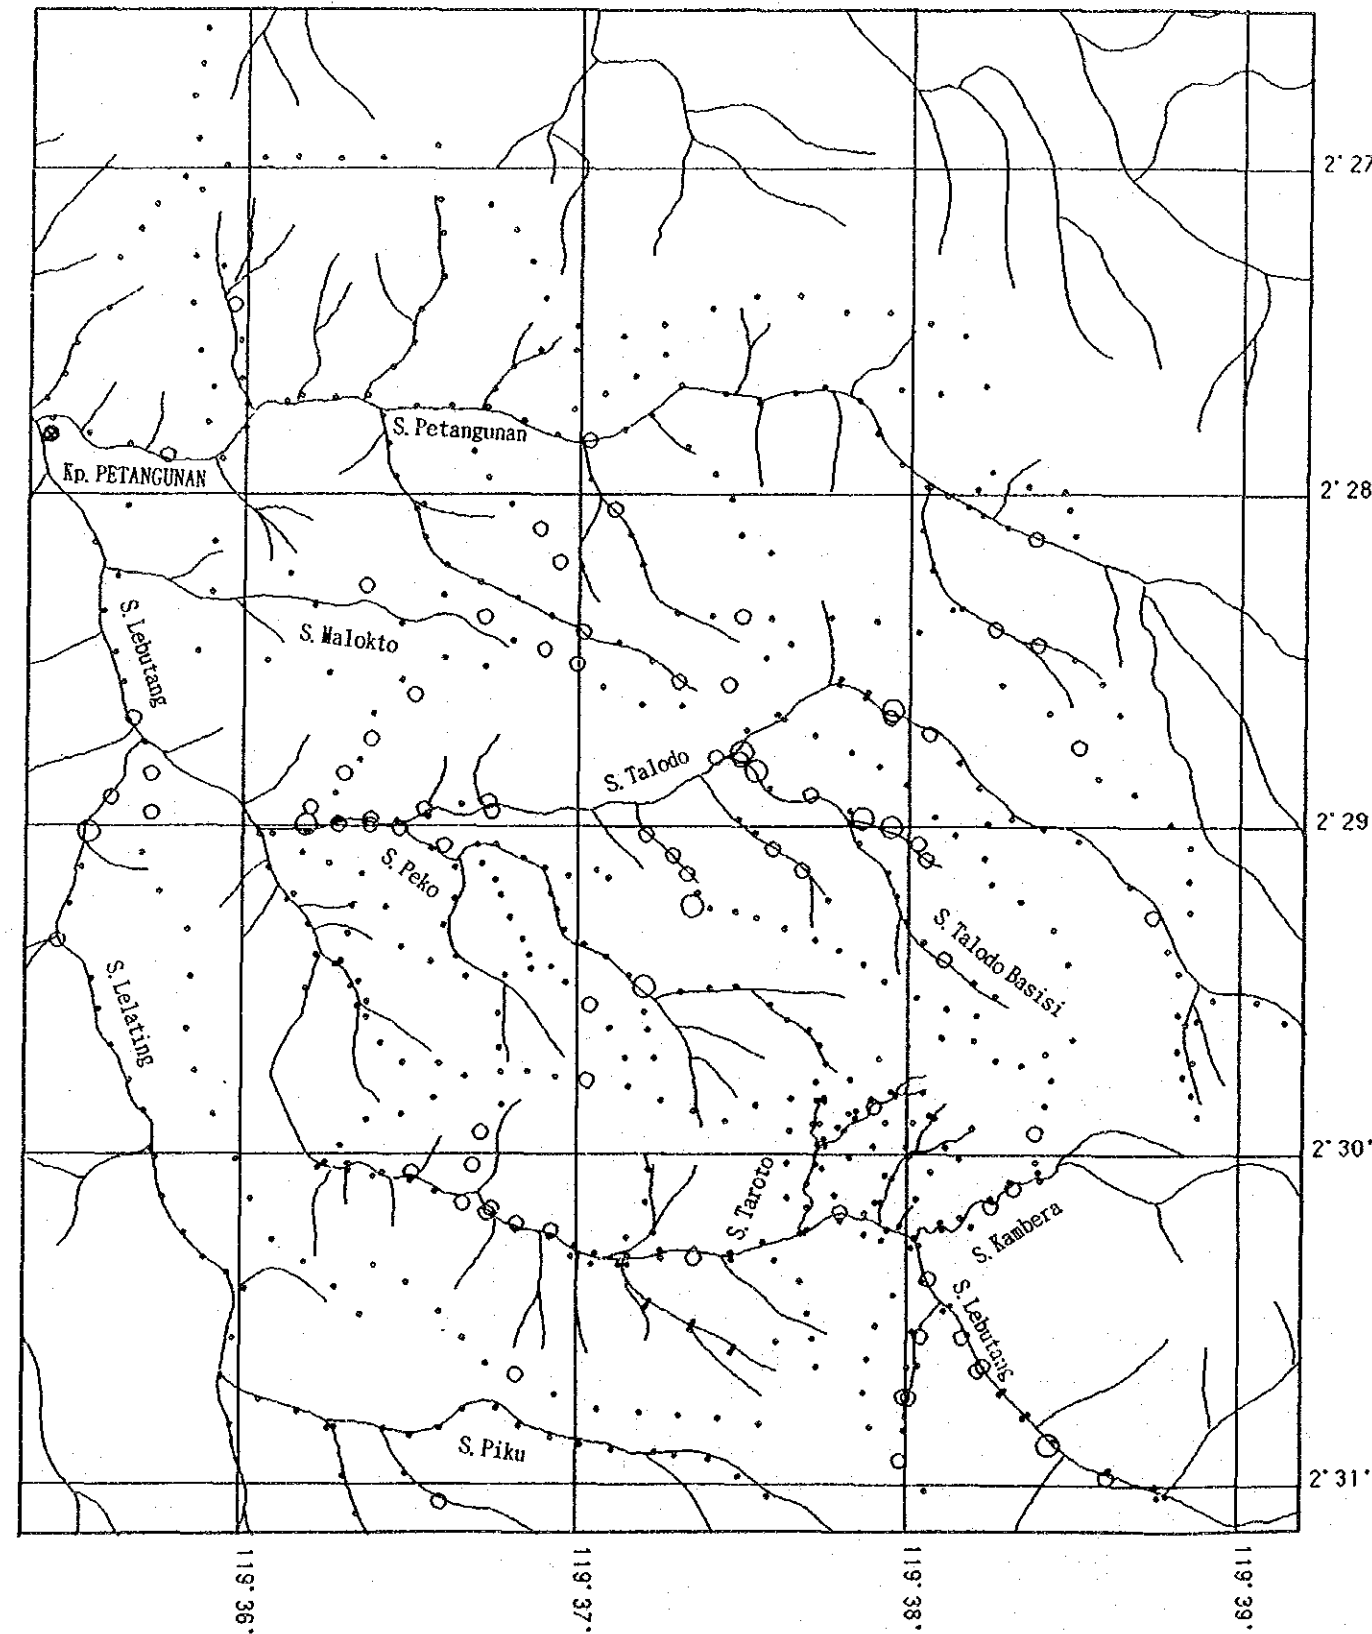 2°27
S. Petangunan
Kp. PETANGUNAN
2°28
S. Lebutang
S. Malokto
S. Talodo
2°29
S. Peko
S. Talodo Basisi
S. Lelating
2°30'
S. Taroto
S. Kambera
S. Lebutang
S. Piku
2°31'
119°36'
119°37'
119°38'
119°39'